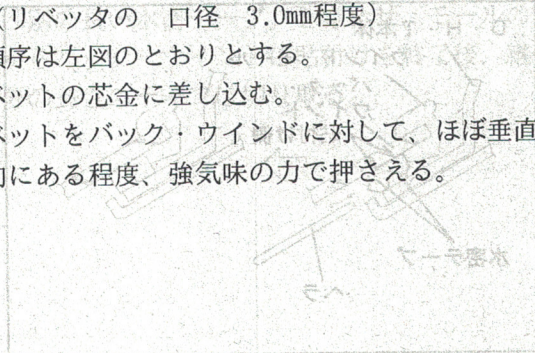 (リベッタの 口径 3.0mm程度)
順序は左図のとおりとする。
ベットの芯金に差し込む。
ベットをバック・ウインドに対して、ほぼ垂直
にある程度、強気味の力で押さえる。
水密テープ
ヘラ